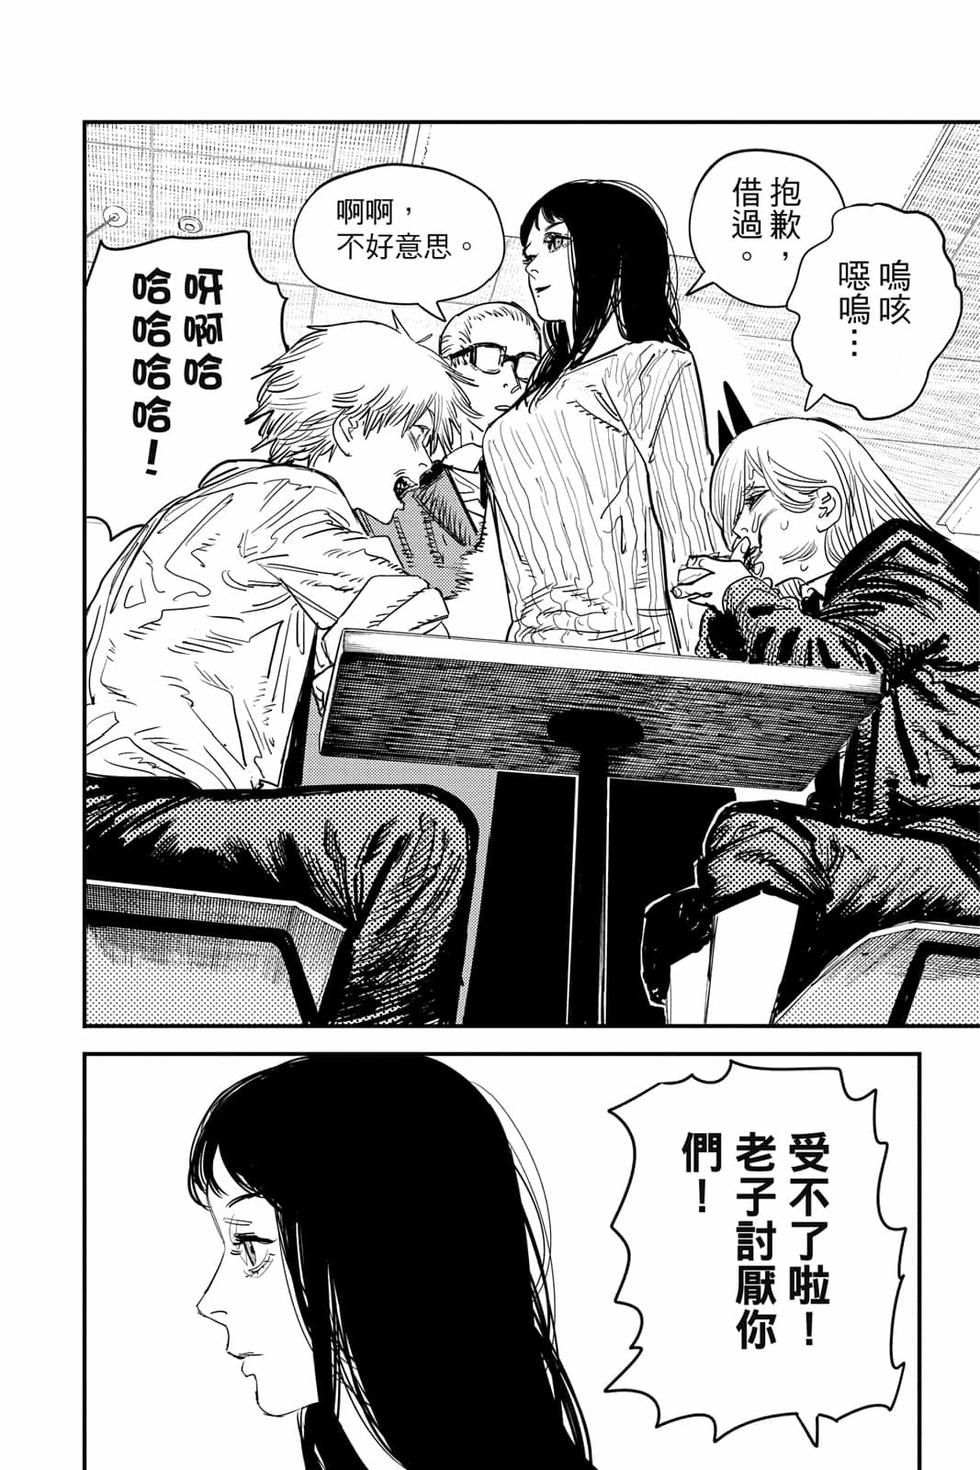 嗚咳
噁嗚…
抱歉，
借過。
啊啊，
不好意思。
呀啊哈
哈哈哈哈！
受不了啦！
老子討厭你
們！